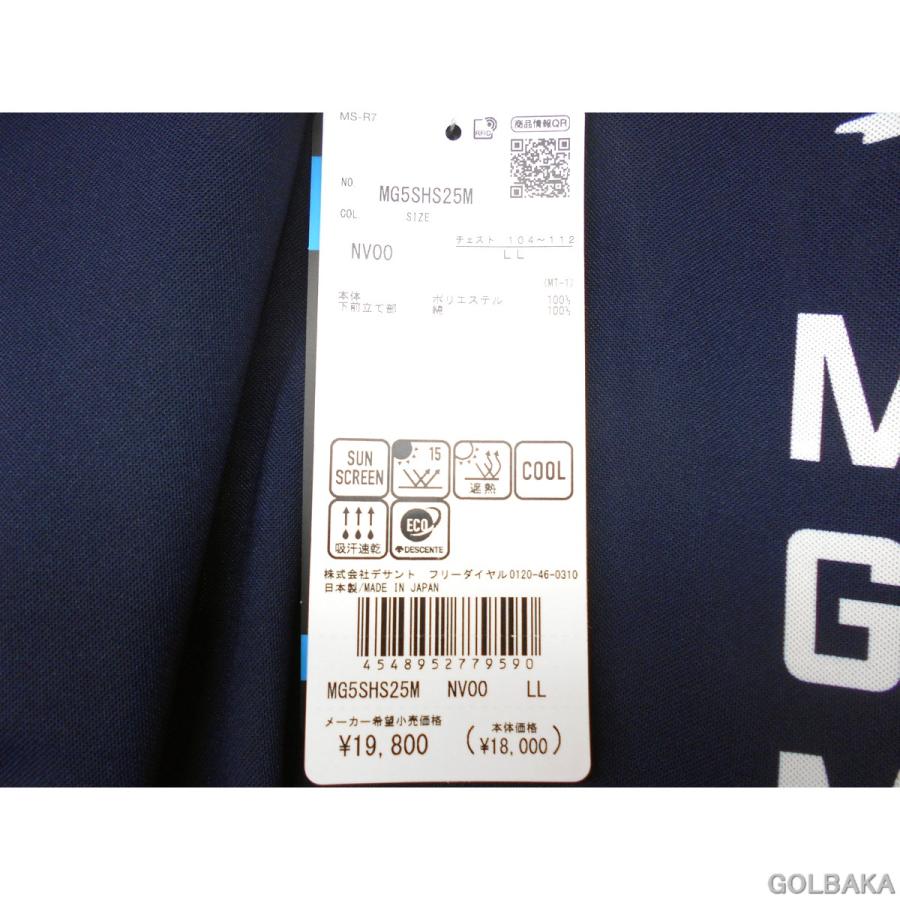 MS-R7
RFID
商品情報QR
NO
MG5SHS25M
COL.
SIZE
NV00
チェスト 104〜112
LL
(MT-1)
本体 ポリエステル 100%
下前立て部 綿 100%
SUN SCREEN
15
遮熱
COOL
吸汗速乾
ECO
DESCENTE
株式会社デサント フリーダイヤル0120-46-0310
日本製/MADE IN JAPAN
4548952779590
MG5SHS25M NV00 LL
メーカー希望小売価格
¥19,800
本体価格
(¥18,000)
M
G
M
GOLBAKA